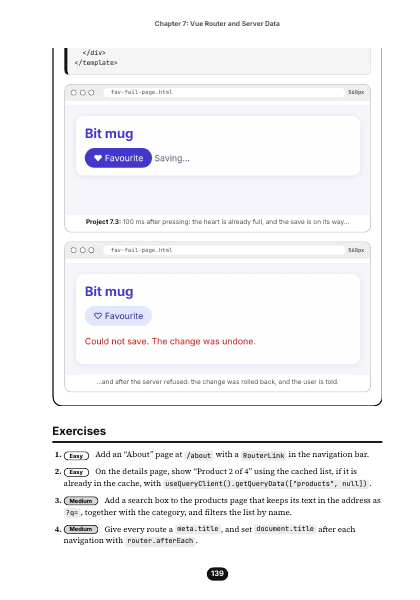 Chapter 7: Vue Router and Server Data
</div>
</template>
fav-fail-page.html
560px
Bit mug
♥ Favourite Saving...
Project 7.3: 100 ms after pressing: the heart is already full, and the save is on its way...
fav-fail-page.html
560px
Bit mug
♡ Favourite
Could not save. The change was undone.
...and after the server refused: the change was rolled back, and the user is told.
Exercises
1. Easy Add an “About” page at /about with a RouterLink in the navigation bar.
2. Easy On the details page, show “Product 2 of 4” using the cached list, if it is
already in the cache, with useQueryClient().getQueryData(["products", null]).
3. Medium Add a search box to the products page that keeps its text in the address as
?q=, together with the category, and filters the list by name.
4. Medium Give every route a meta.title, and set document.title after each
navigation with router.afterEach.
139